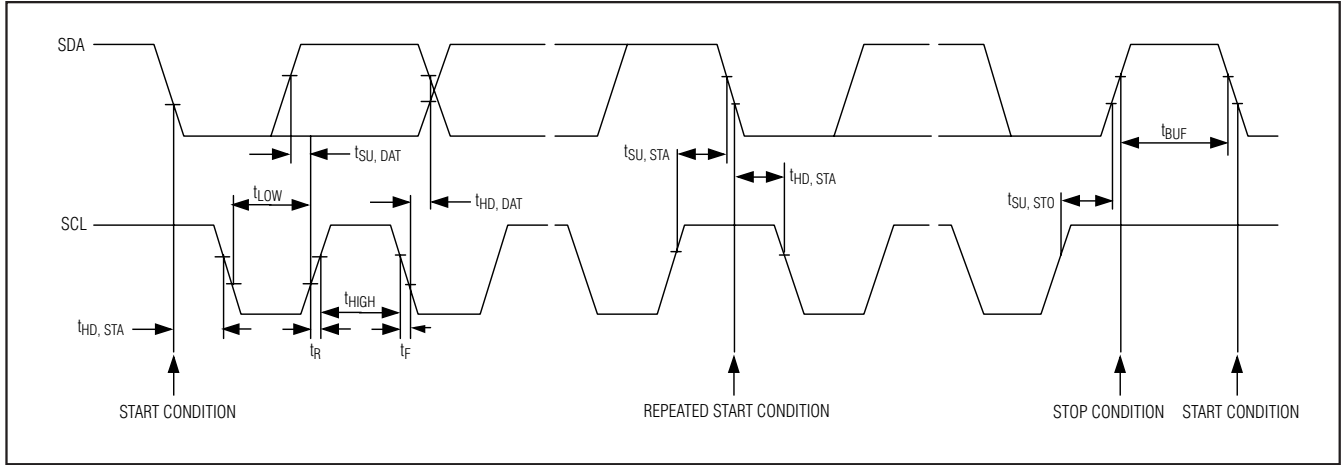 SDA
tSU, DAT
tSU, STA
tBUF
tLOW
tHD, DAT
tHD, STA
tSU, STO
SCL
tHIGH
tHD, STA
tR
tF
START CONDITION
REPEATED START CONDITION
STOP CONDITION
START CONDITION